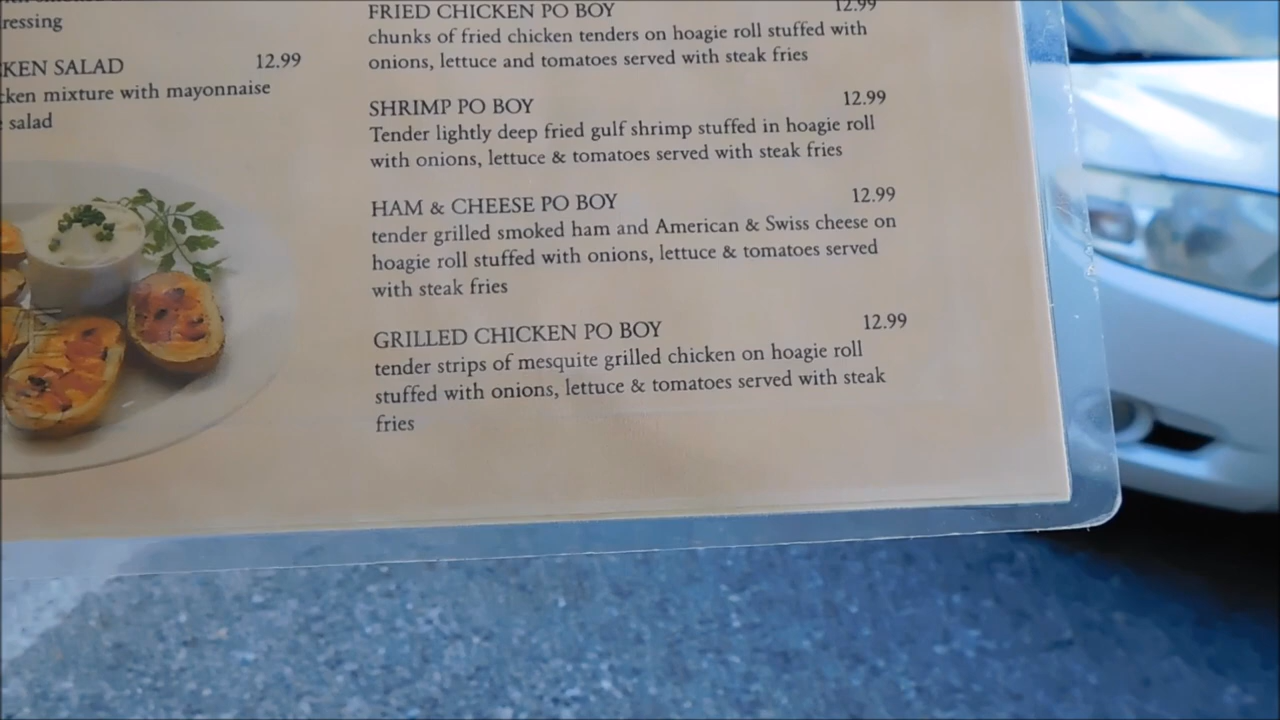 ressing
KEN SALAD 12.99
cken mixture with mayonnaise
salad
FRIED CHICKEN PO BOY 12.99
chunks of fried chicken tenders on hoagie roll stuffed with
onions, lettuce and tomatoes served with steak fries
SHRIMP PO BOY 12.99
Tender lightly deep fried gulf shrimp stuffed in hoagie roll
with onions, lettuce & tomatoes served with steak fries
HAM & CHEESE PO BOY 12.99
tender grilled smoked ham and American & Swiss cheese on
hoagie roll stuffed with onions, lettuce & tomatoes served
with steak fries
GRILLED CHICKEN PO BOY 12.99
tender strips of mesquite grilled chicken on hoagie roll
stuffed with onions, lettuce & tomatoes served with steak
fries